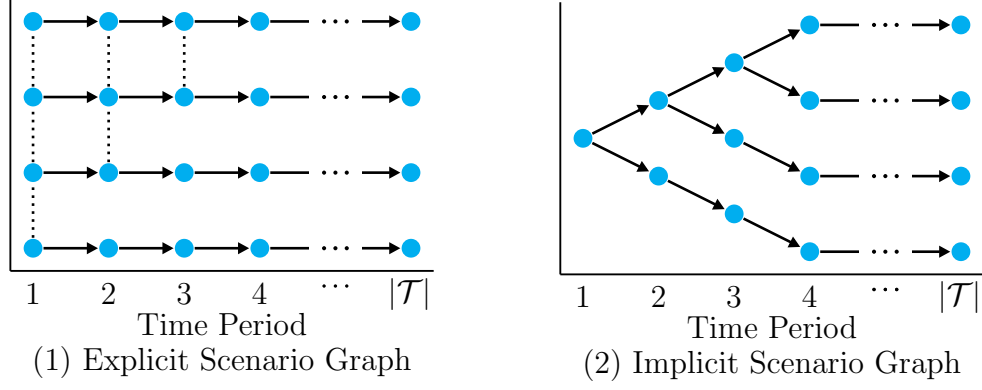 1 2 3 4 ··· |𝒯|
Time Period
(1) Explicit Scenario Graph
1 2 3 4 ··· |𝒯|
Time Period
(2) Implicit Scenario Graph